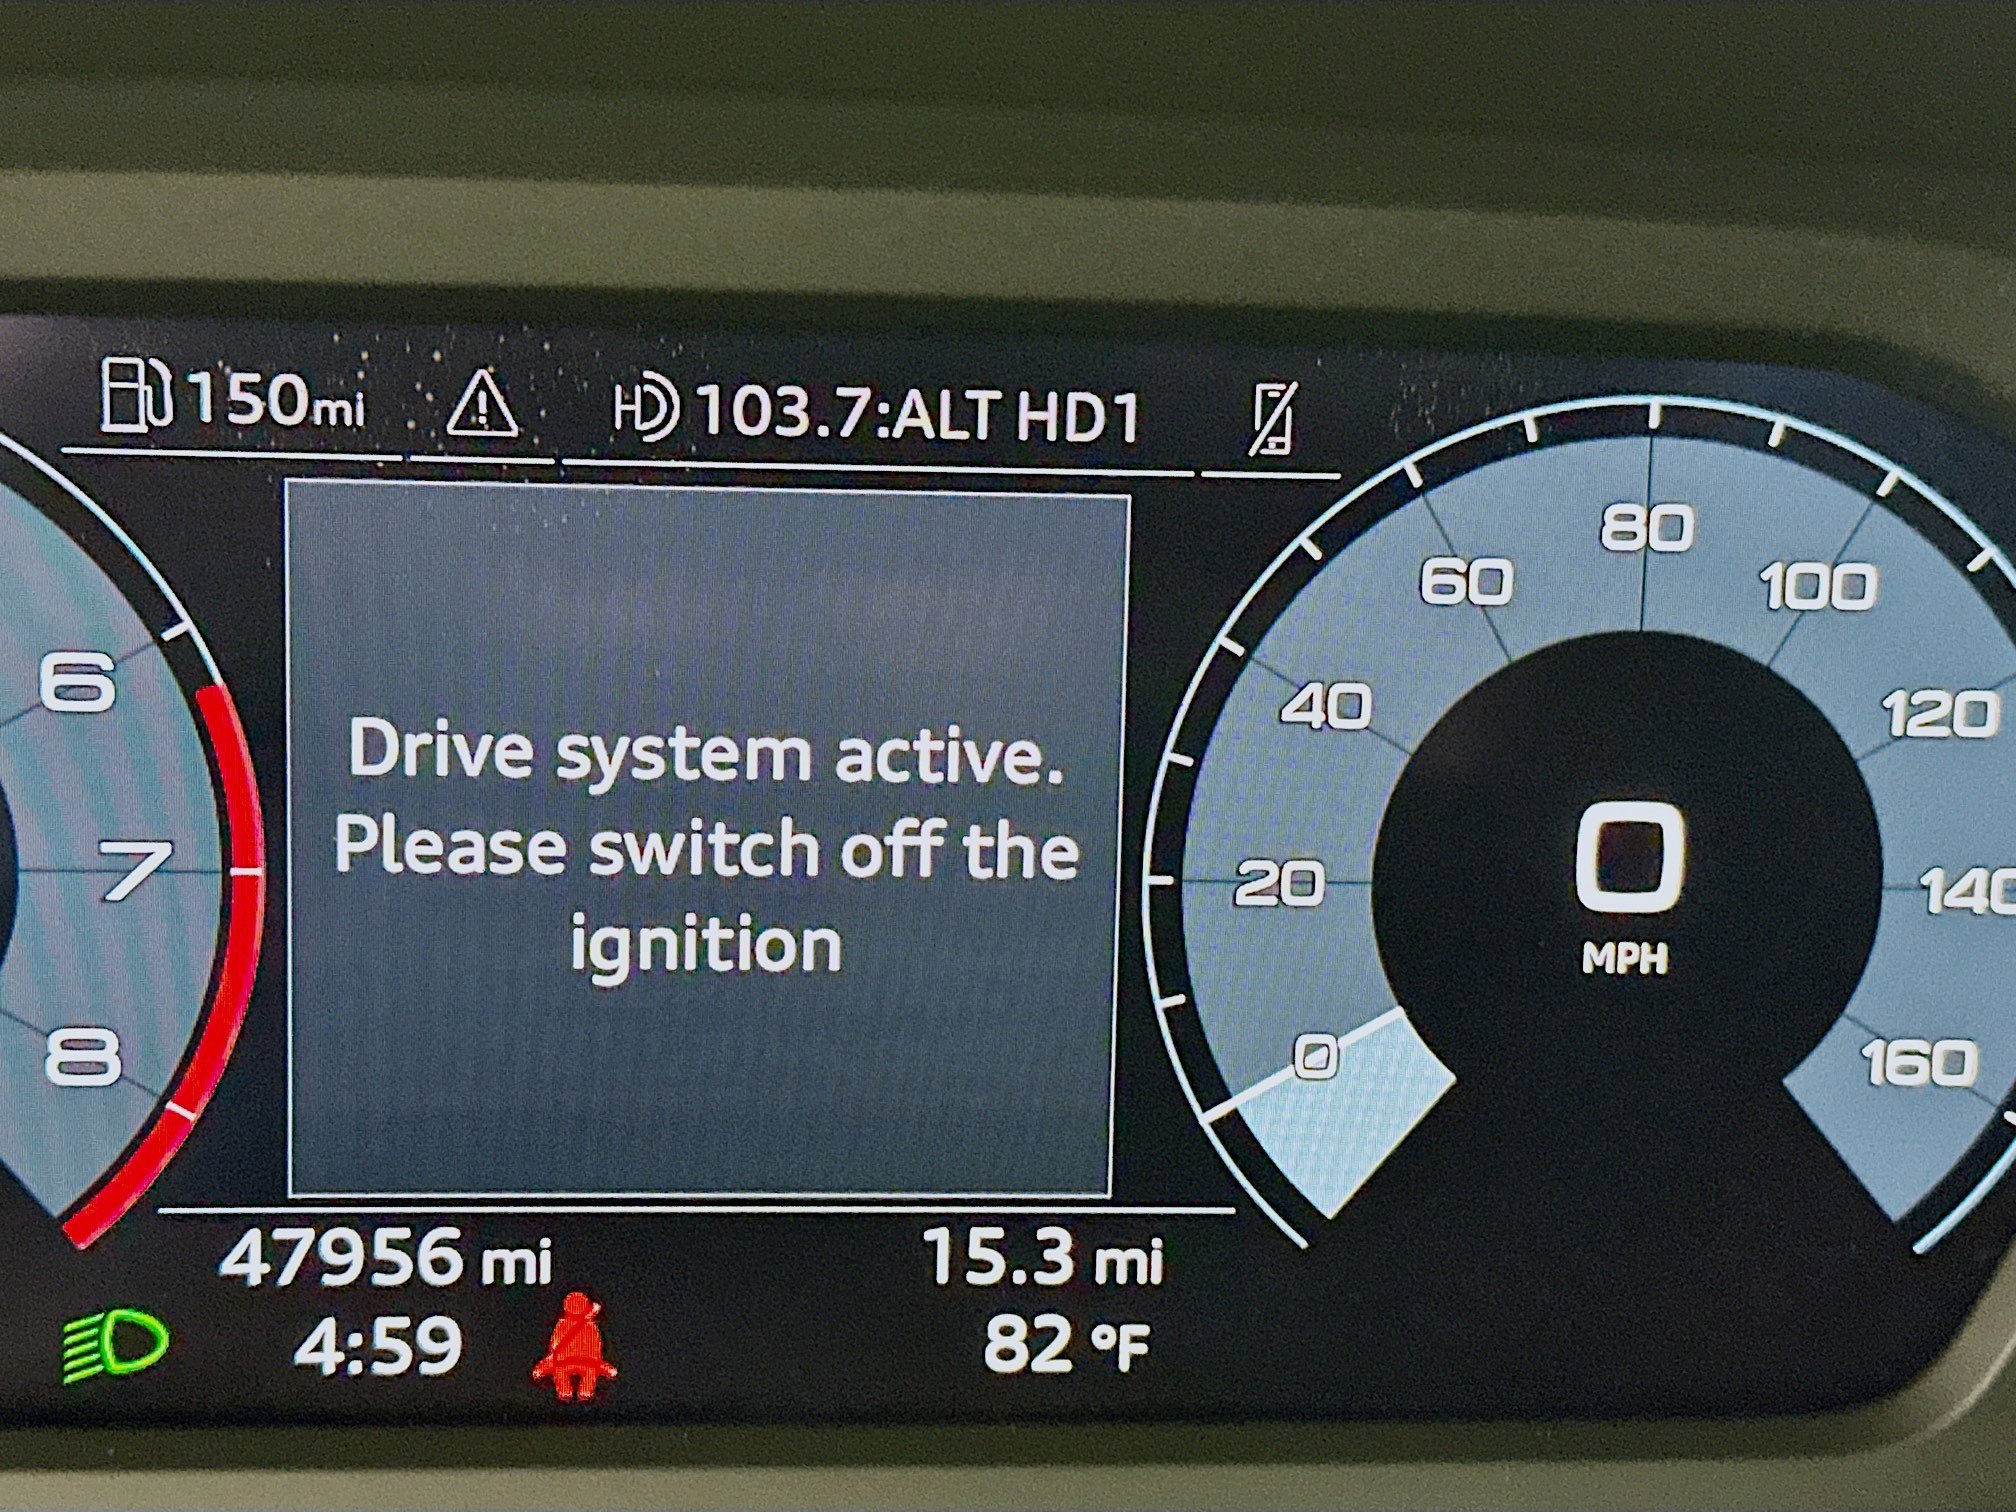 150mi 103.7:ALT HD1
Drive system active.
Please switch off the
ignition
6
7
8
0
20
40
60
80
100
120
140
160
0
MPH
47956 mi 15.3 mi
4:59 82 °F